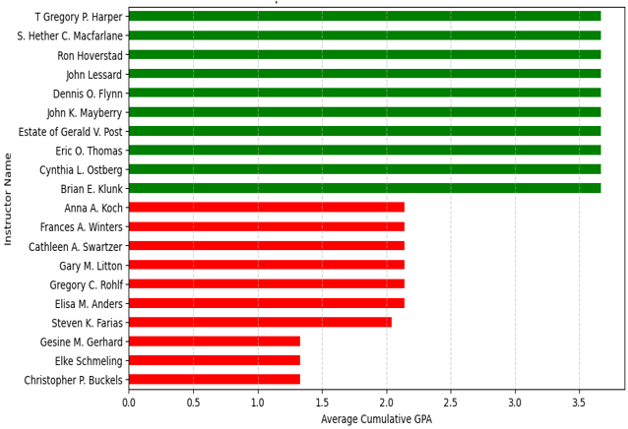 T Gregory P. Harper
S. Hether C. Macfarlane
Ron Hoverstad
John Lessard
Dennis O. Flynn
John K. Mayberry
Estate of Gerald V. Post
Eric O. Thomas
Cynthia L. Ostberg
Brian E. Klunk
Anna A. Koch
Frances A. Winters
Cathleen A. Swartzer
Gary M. Litton
Gregory C. Rohlf
Elisa M. Anders
Steven K. Farias
Gesine M. Gerhard
Elke Schmeling
Christopher P. Buckels
Instructor Name
0.0 0.5 1.0 1.5 2.0 2.5 3.0 3.5
Average Cumulative GPA